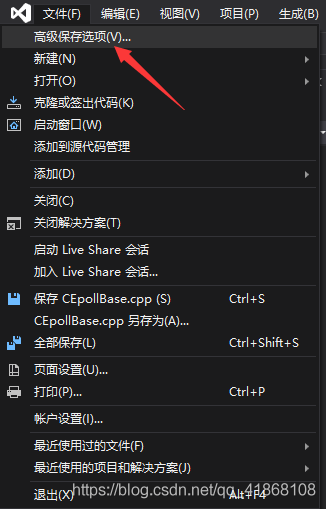 文件(F) 编辑(E) 视图(V) 项目(P) 生成(B)
高级保存选项(V)...
新建(N)
打开(O)
克隆或签出代码(K)
启动窗口(W)
添加到源代码管理
添加(D)
关闭(C)
关闭解决方案(T)
启动 Live Share 会话
加入 Live Share 会话...
保存 CEpollBase.cpp (S) Ctrl+S
CEpollBase.cpp 另存为(A)...
全部保存(L) Ctrl+Shift+S
页面设置(U)...
打印(P)... Ctrl+P
帐户设置(I)...
最近使用过的文件(F)
最近使用的项目和解决方案(J)
退出(X) Alt+F4
https://blog.csdn.net/qq_41868108